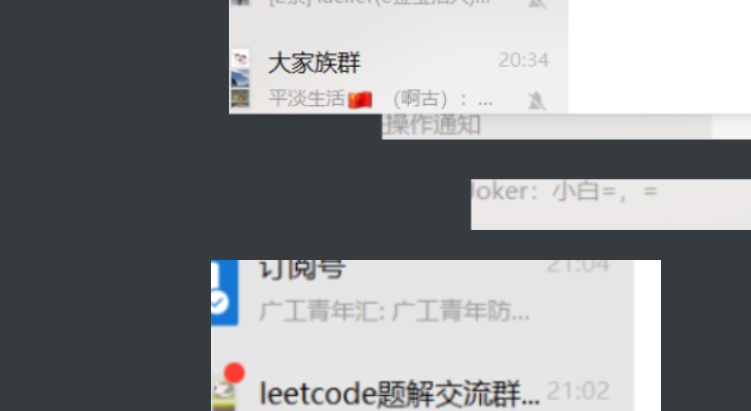 大家族群 20:34
平淡生活🇨🇳 （啊古）：...
操作通知
Joker：小白=，=
订阅号 21:04
广工青年汇: 广工青年防...
leetcode题解交流群... 21:02